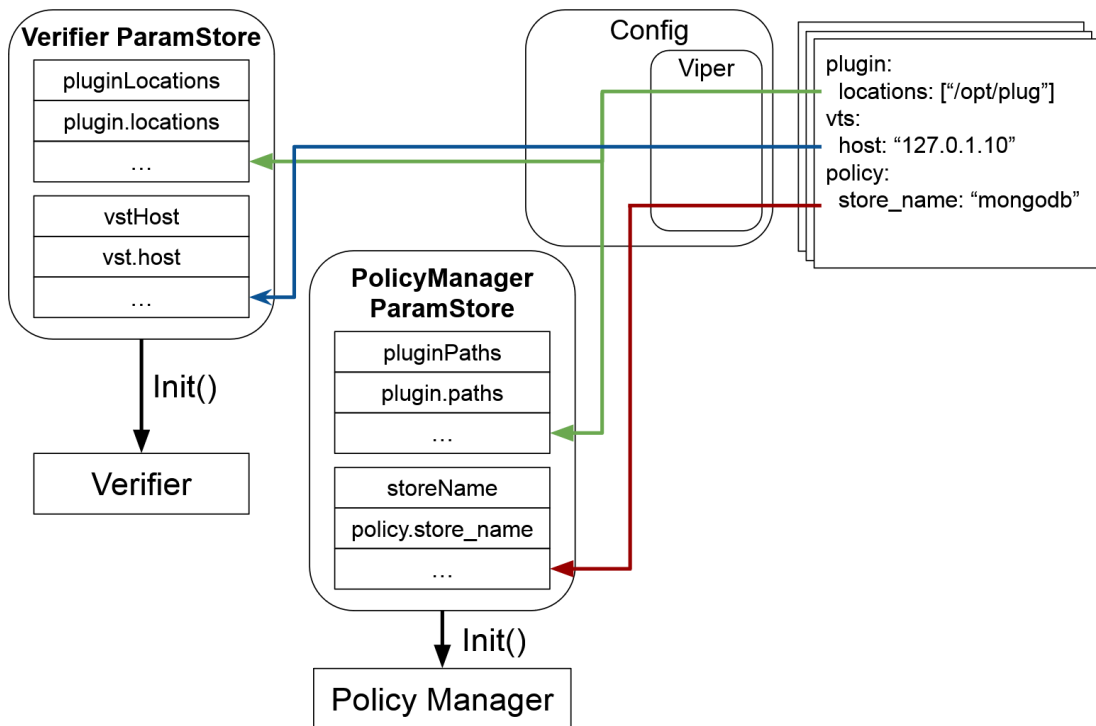 Verifier ParamStore
pluginLocations
plugin.locations
...
vstHost
vst.host
...
Init()
Verifier
Config
Viper
plugin:
locations: [“/opt/plug”]
vts:
host: “127.0.1.10”
policy:
store_name: “mongodb”
PolicyManager
ParamStore
pluginPaths
plugin.paths
...
storeName
policy.store_name
...
Init()
Policy Manager